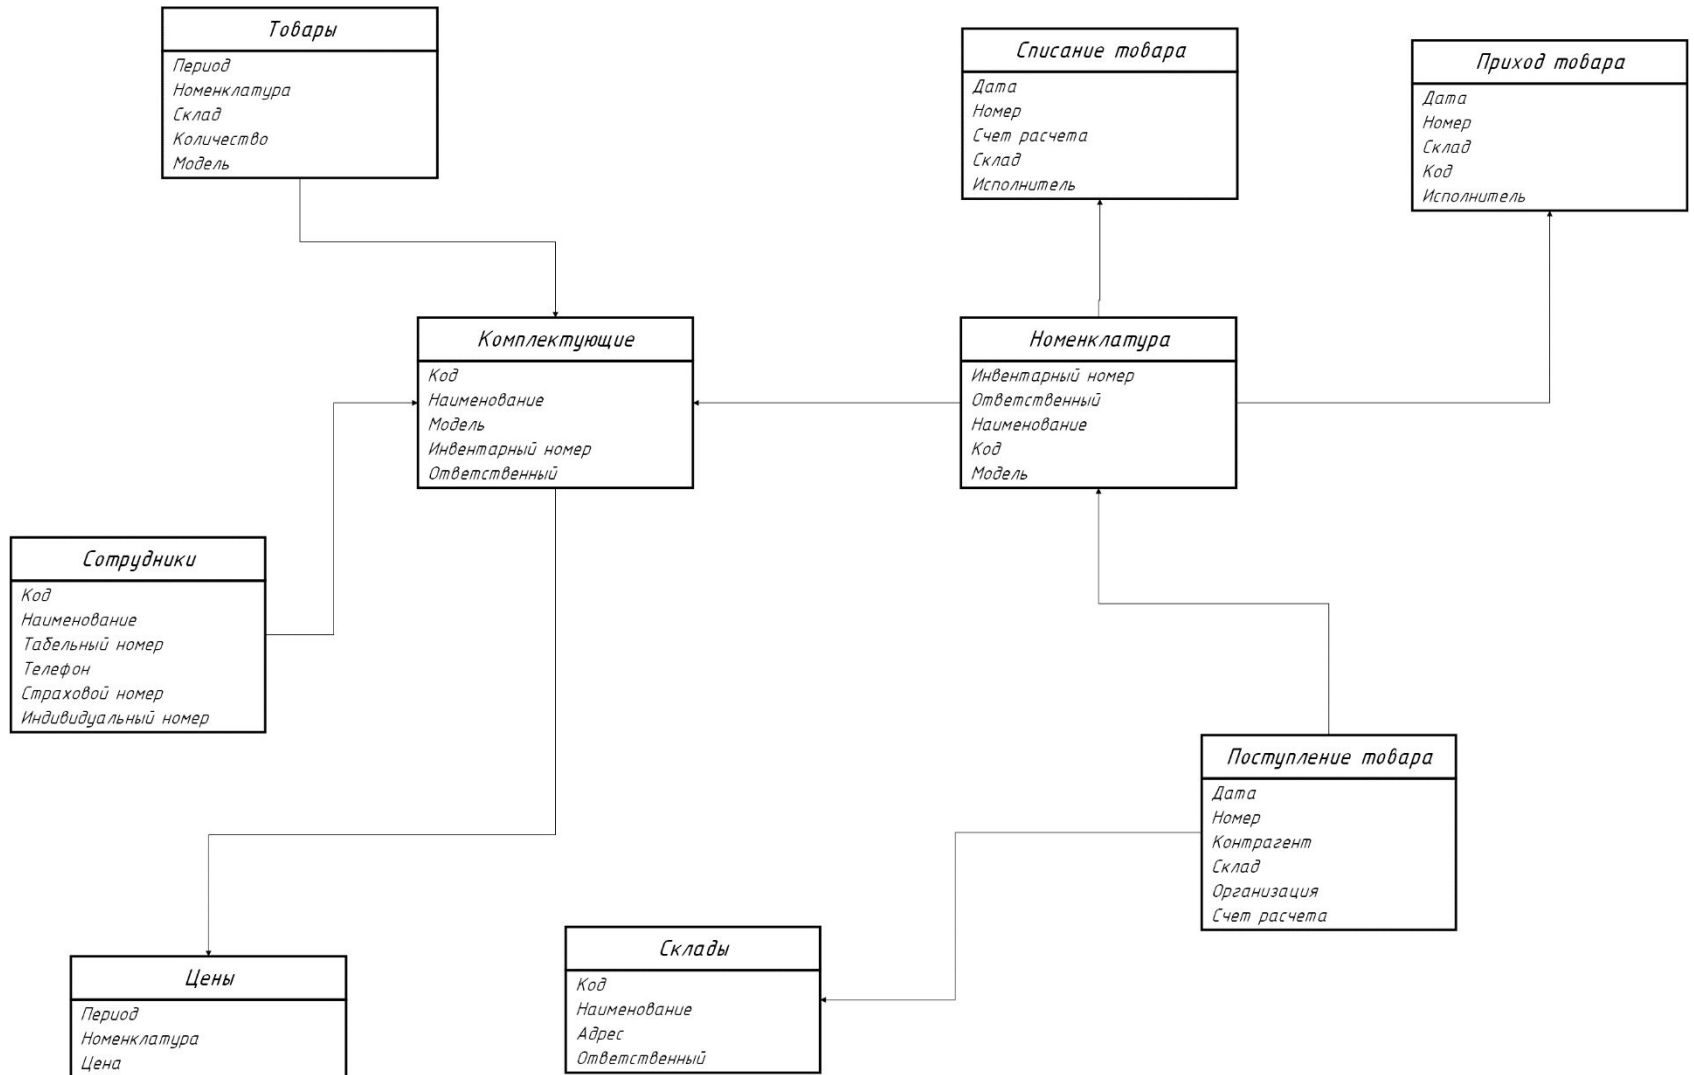 Товары
Период
Номенклатура
Склад
Количество
Модель
Списание товара
Дата
Номер
Счет расчета
Склад
Исполнитель
Приход товара
Дата
Номер
Склад
Код
Исполнитель
Комплектующие
Код
Наименование
Модель
Инвентарный номер
Ответственный
Номенклатура
Инвентарный номер
Ответственный
Наименование
Код
Модель
Сотрудники
Код
Наименование
Табельный номер
Телефон
Страховой номер
Индивидуальный номер
Поступление товара
Дата
Номер
Контрагент
Склад
Организация
Счет расчета
Цены
Период
Номенклатура
Цена
Склады
Код
Наименование
Адрес
Ответственный